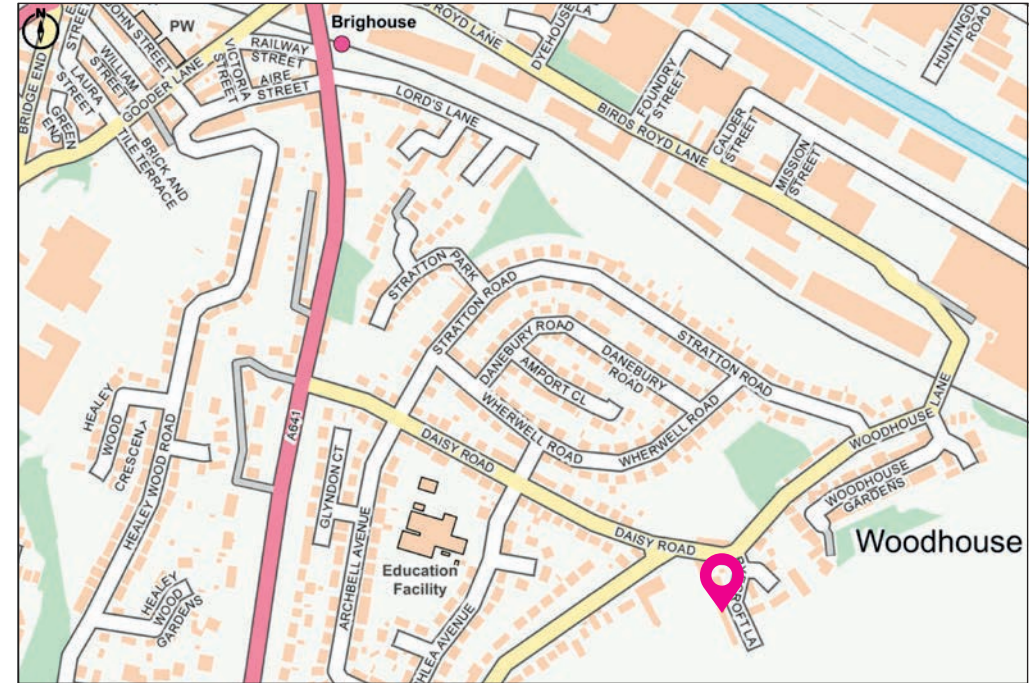 Brighouse
PW
JOHN STREET
WILLIAM
STREET
LAURA
STREET
GREEN
END
BRIDGE END
GOODER LANE
BRICK AND
TILE TERRACE
VICTORIA
STREET
RAILWAY
STREET
AIRE
STREET
LORD'S LANE
DYEHOUSE
LA
BIRDS ROYD LANE
FOUNDRY
STREET
CALDER
STREET
MISSION
STREET
ROAD
STRATTON
PARK
STRATTON ROAD
STRATTON ROAD
DANEBURY ROAD
DANEBURY
ROAD
AMPORT CL
WHERWELL ROAD
WHERWELL ROAD
A641
DAISY ROAD
DAISY ROAD
GLYNDON CT
ARCHBELL AVENUE
Education
Facility
HEALEY
WOOD
CRESCEN
HEALEY WOOD ROAD
HEALEY
WOOD
GARDENS
WOODHOUSE LANE
WOODHOUSE
GARDENS
Woodhouse